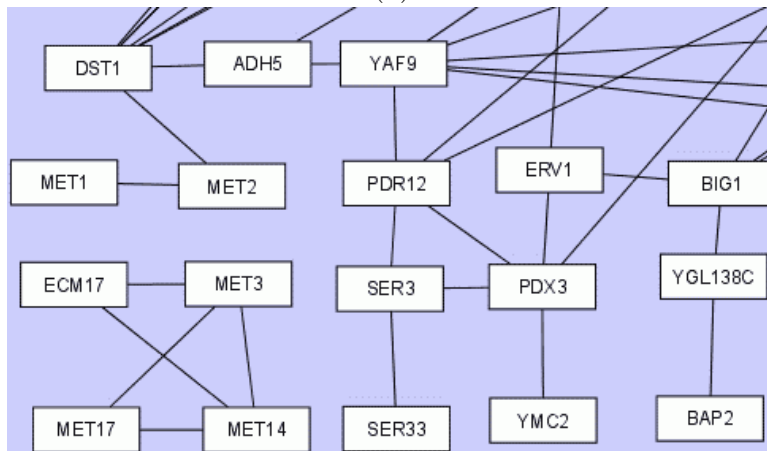 DST1
ADH5
YAF9
MET1
MET2
PDR12
ERV1
BIG1
ECM17
MET3
SER3
PDX3
YGL138C
MET17
MET14
SER33
YMC2
BAP2